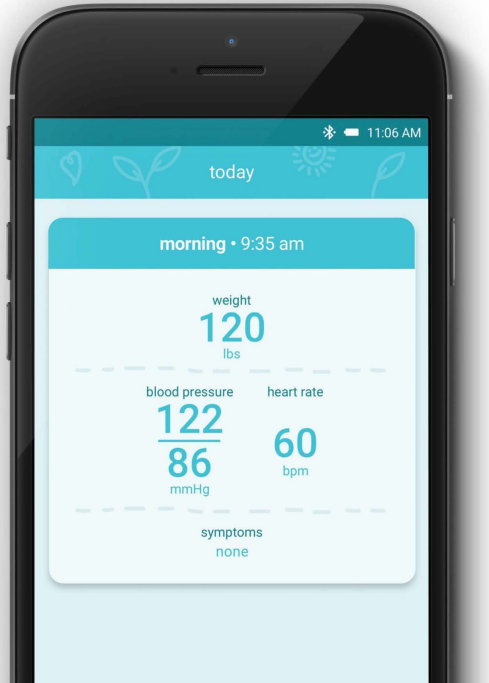 11:06 AM
today
morning • 9:35 am
weight
120
lbs
blood pressure
122
86
mmHg
heart rate
60
bpm
symptoms
none